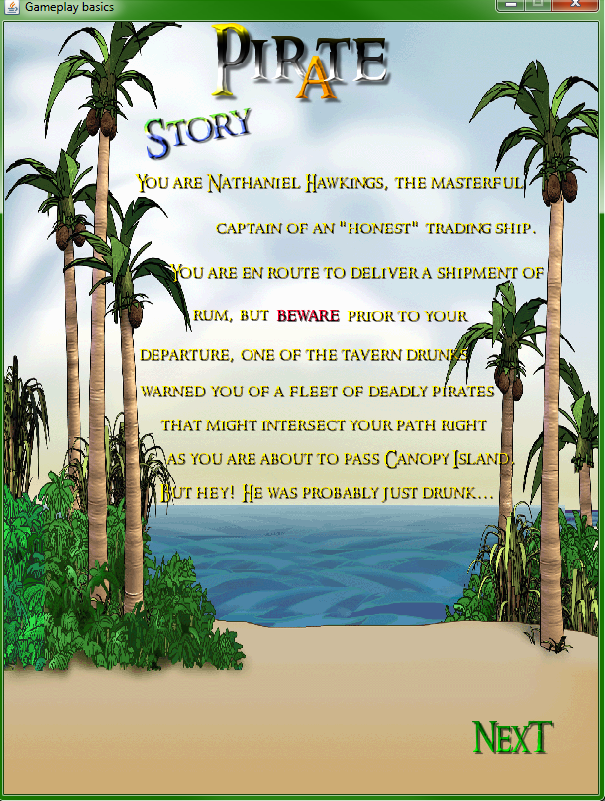 Gameplay basics
Pirate
Story
You are Nathaniel Hawkings, the masterful
captain of an "honest" trading ship.
You are en route to deliver a shipment of
rum, but BEWARE prior to your
departure, one of the tavern drunks
warned you of a fleet of deadly pirates
that might intersect your path right
as you are about to pass Canopy Island.
But hey! He was probably just drunk...
Next